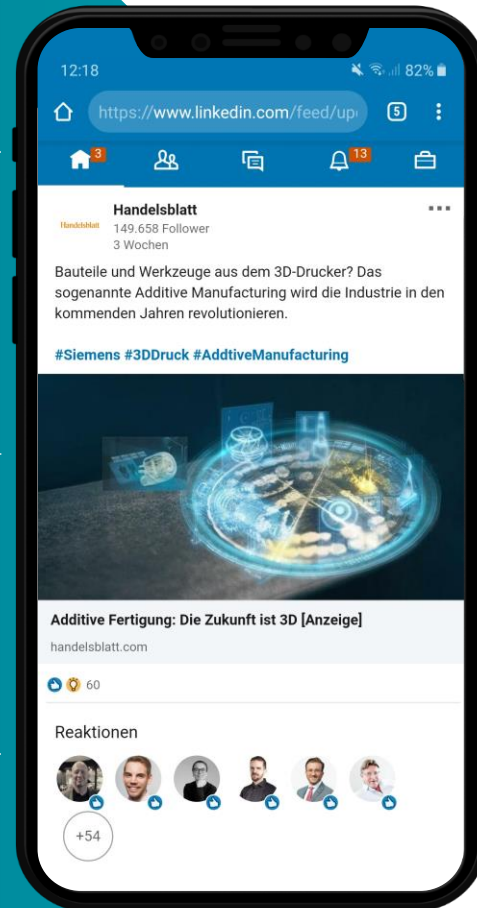 12:18
82%
https://www.linkedin.com/feed/up
5
3
13
Handelsblatt
Handelsblatt
149.658 Follower
3 Wochen
Bauteile und Werkzeuge aus dem 3D-Drucker? Das
sogenannte Additive Manufacturing wird die Industrie in den
kommenden Jahren revolutionieren.
#Siemens #3DDruck #AddtiveManufacturing
Additive Fertigung: Die Zukunft ist 3D [Anzeige]
handelsblatt.com
60
Reaktionen
+54